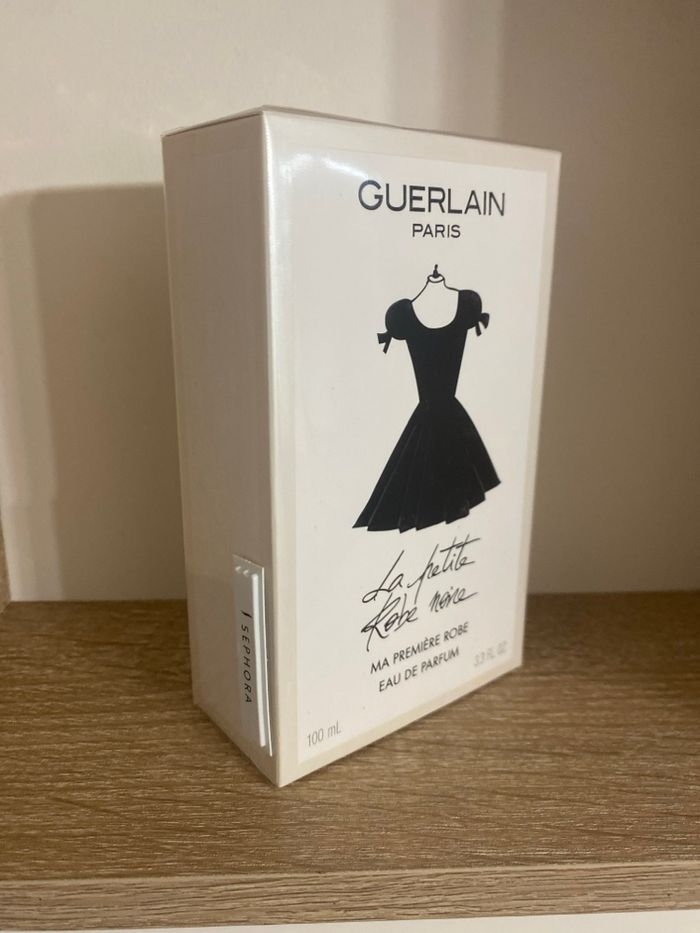 GUERLAIN
PARIS
La petite
Robe noire
MA PREMIÈRE ROBE
EAU DE PARFUM
3.3 FL OZ
100 mL
SEPHORA